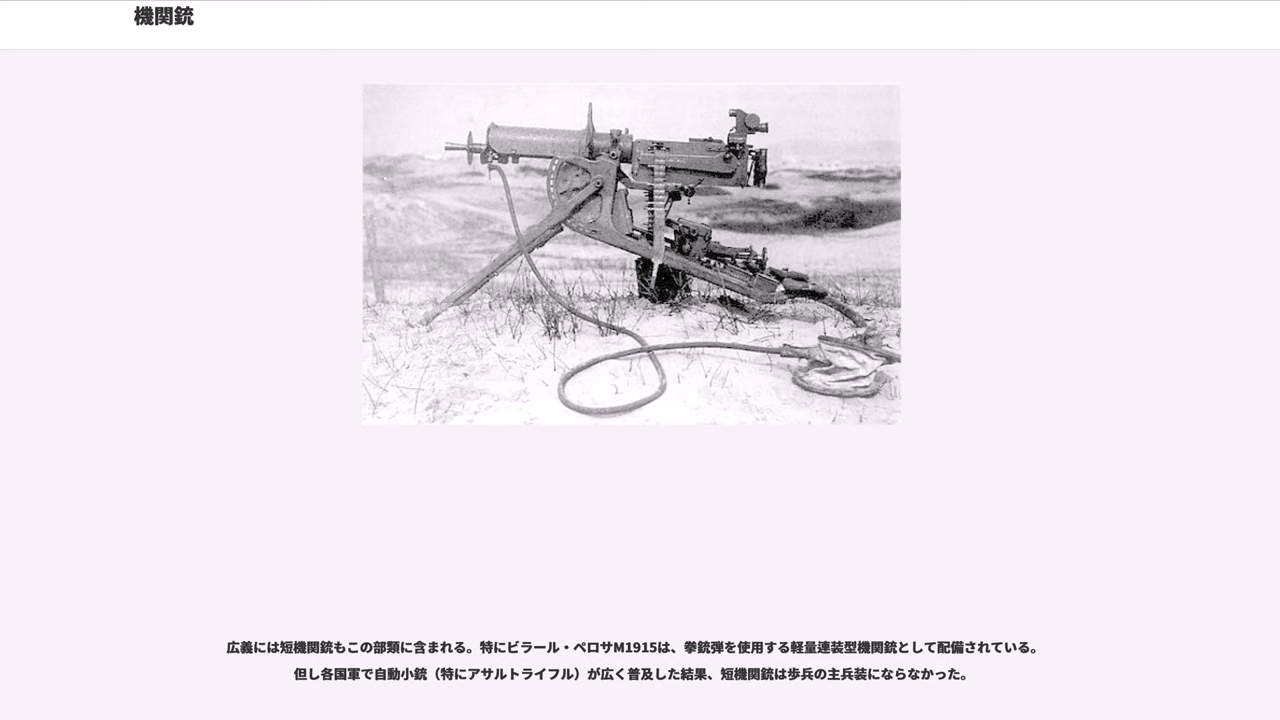 機関銃
広義には短機関銃もこの部類に含まれる。特にビラール・ペロサM1915は、拳銃弾を使用する軽量連装型機関銃として配備されている。
但し各国軍で自動小銃（特にアサルトライフル）が広く普及した結果、短機関銃は歩兵の主兵装にならなかった。